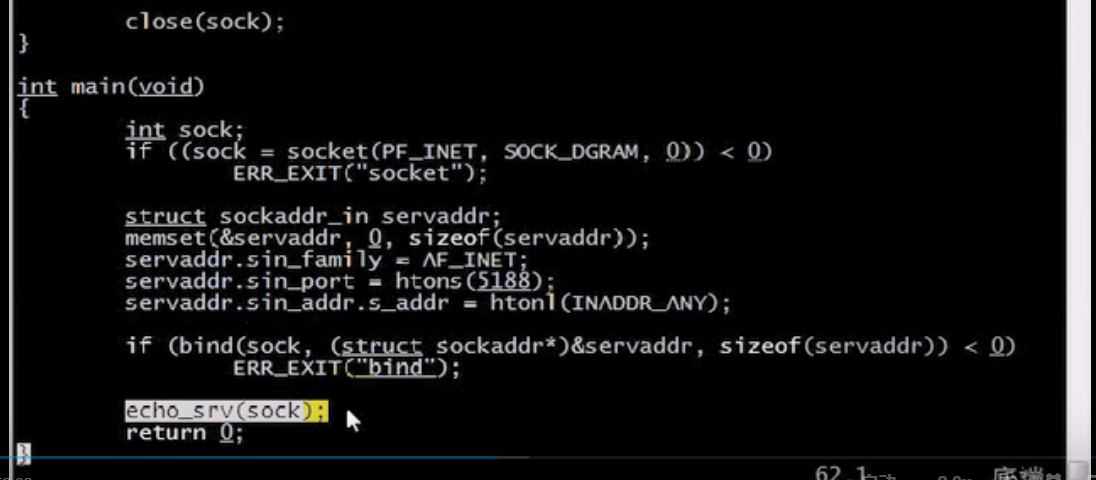 close(sock);
}
int main(void)
{
int sock;
if ((sock = socket(PF_INET, SOCK_DGRAM, 0)) < 0)
ERR_EXIT("socket");
struct sockaddr_in servaddr;
memset(&servaddr, 0, sizeof(servaddr));
servaddr.sin_family = AF_INET;
servaddr.sin_port = htons(5188);
servaddr.sin_addr.s_addr = htonl(INADDR_ANY);
if (bind(sock, (struct sockaddr*)&servaddr, sizeof(servaddr)) < 0)
ERR_EXIT("bind");
echo_srv(sock);
return 0;
}
62,1 底端